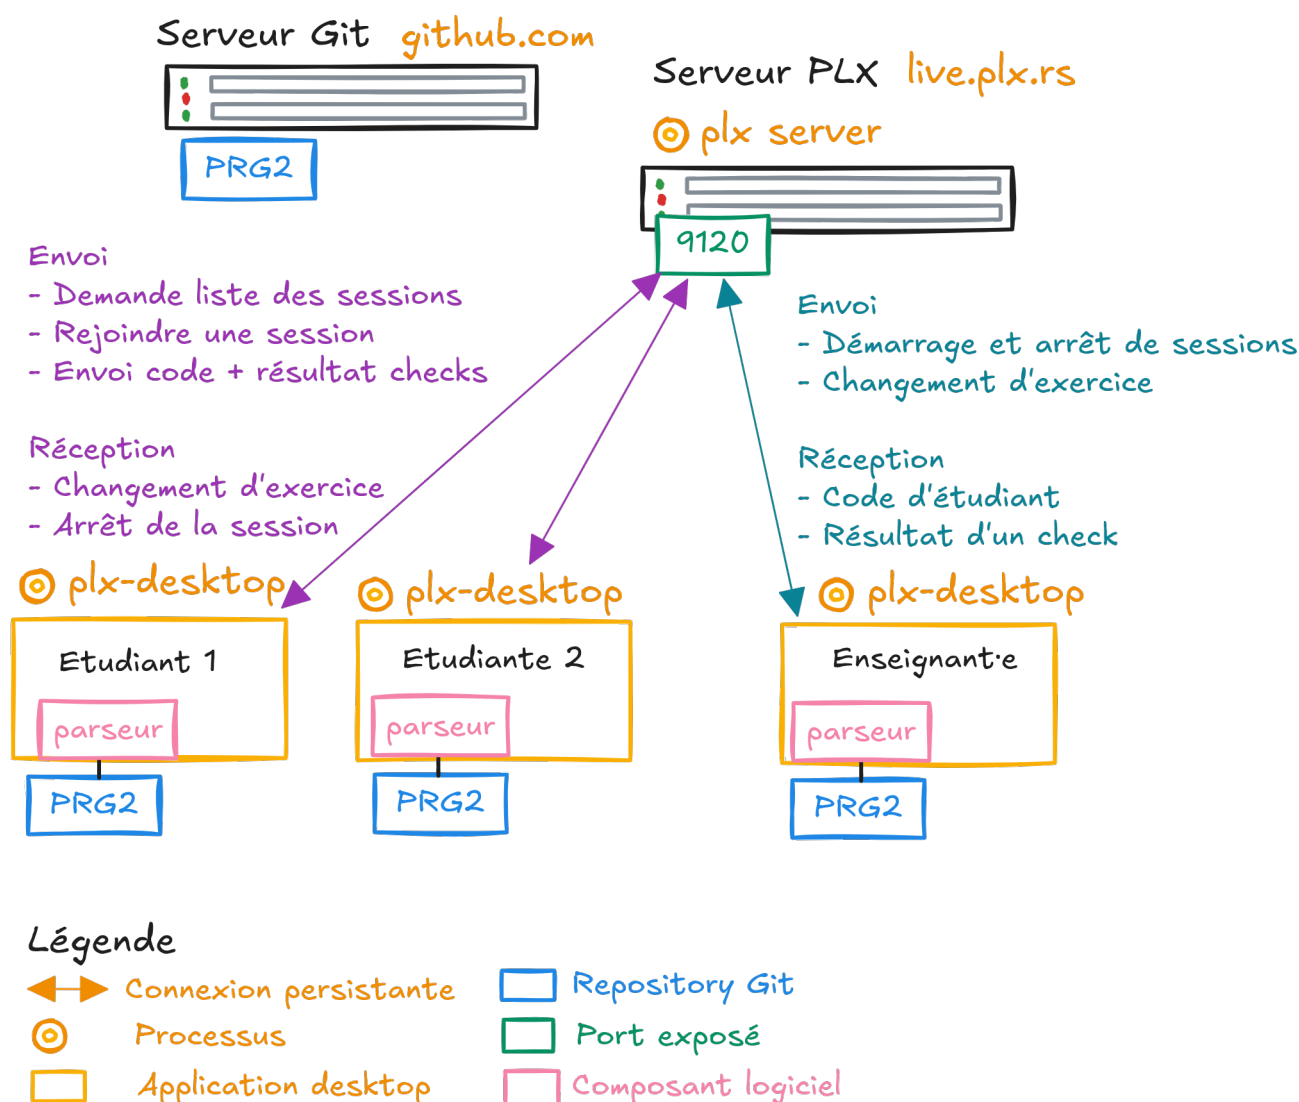 Serveur Git github.com
PRG2
Serveur PLX live.plx.rs
plx server
9120
Envoi
- Demande liste des sessions
- Rejoindre une session
- Envoi code + résultat checks
Réception
- Changement d'exercice
- Arrêt de la session
Envoi
- Démarrage et arrêt de sessions
- Changement d'exercice
Réception
- Code d'étudiant
- Résultat d'un check
plx-desktop
Etudiant 1
parseur
PRG2
plx-desktop
Etudiante 2
parseur
PRG2
plx-desktop
Enseignant·e
parseur
PRG2
Légende
Connexion persistante
Processus
Application desktop
Repository Git
Port exposé
Composant logiciel